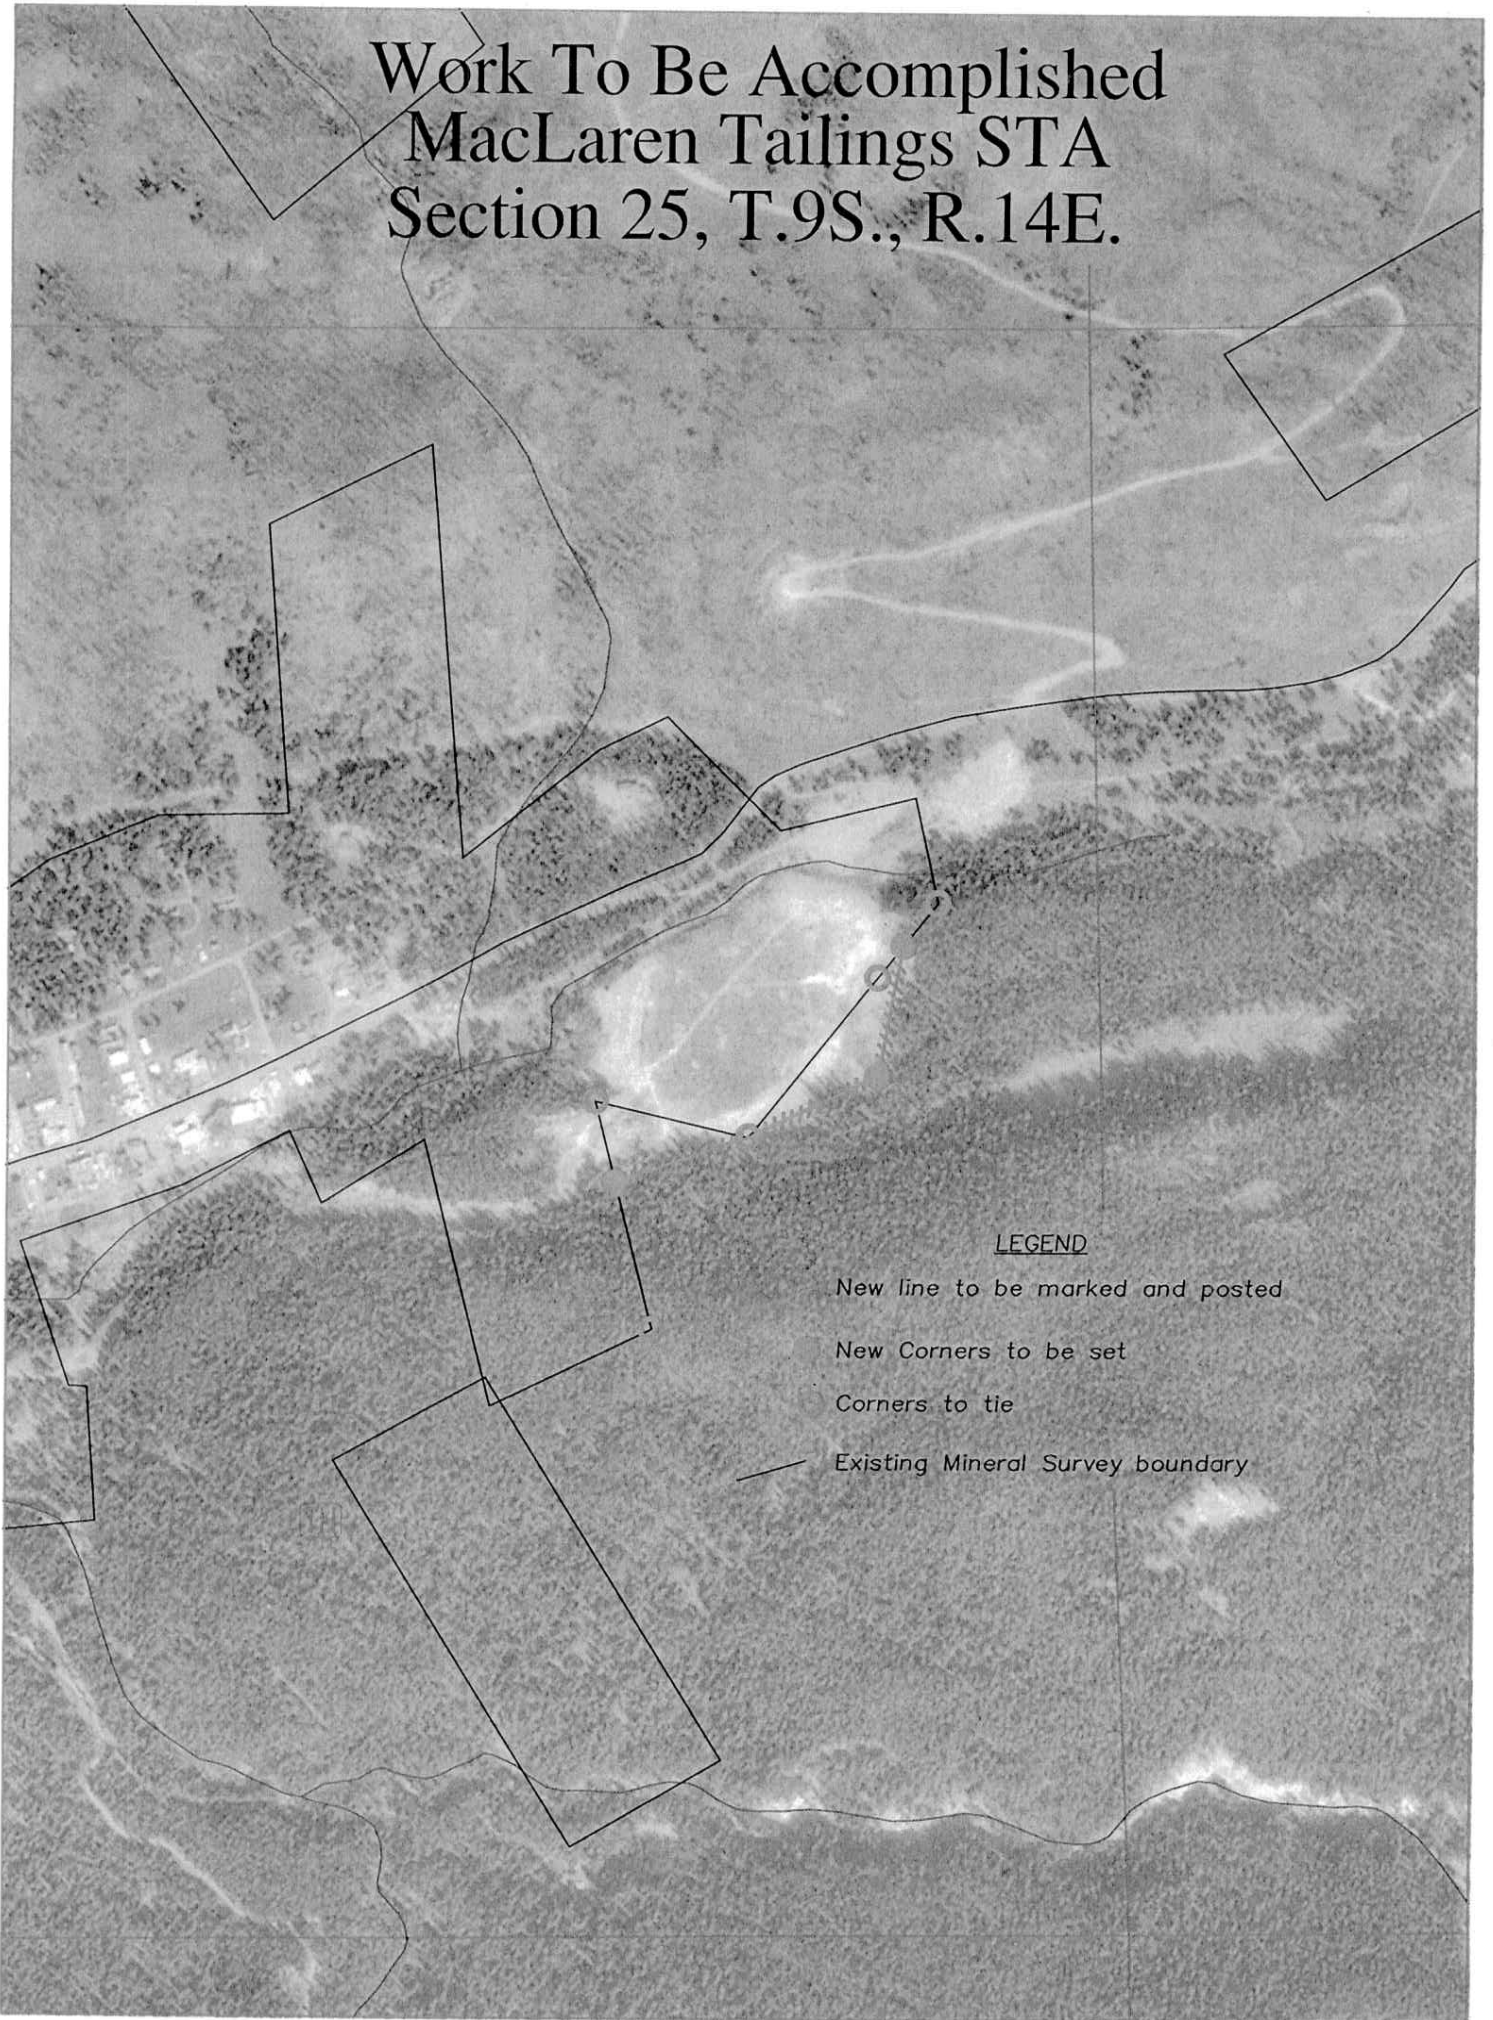 Work To Be Accomplished
MacLaren Tailings STA
Section 25, T.9S., R.14E.
LEGEND
New line to be marked and posted
New Corners to be set
Corners to tie
Existing Mineral Survey boundary